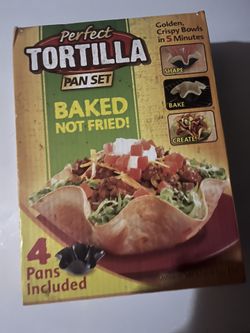 Perfect
TORTILLA
PAN SET
BAKED
NOT FRIED!
Golden,
Crispy Bowls
in 5 Minutes
SHAPE
BAKE
CREATE
4
Pans
Included